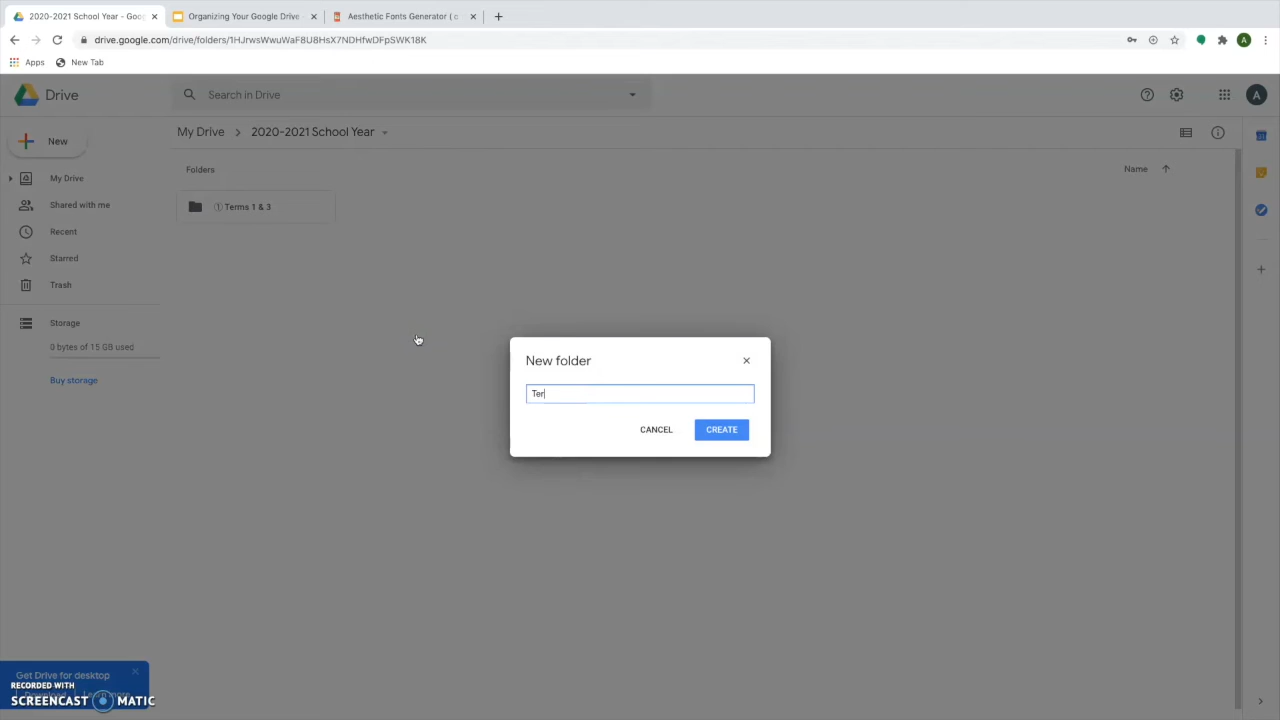 2020-2021 School Year - Goo
Organizing Your Google Drive
Aesthetic Fonts Generator ( c
drive.google.com/drive/folders/1HJrwsWwuWaF8U8HsX7NDHfwDFpSWK18K
A
Apps
New Tab
Drive
Search in Drive
A
New
My Drive
2020-2021 School Year
My Drive
Folders
Name
Shared with me
① Terms 1 & 3
Recent
Starred
Trash
Storage
0 bytes of 15 GB used
Buy storage
New folder
Ter
CANCEL
CREATE
Get Drive for desktop
RECORDED WITH
SCREENCAST MATIC